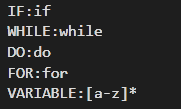 IF:if
WHILE:while
DO:do
FOR:for
VARIABLE:[a-z]*